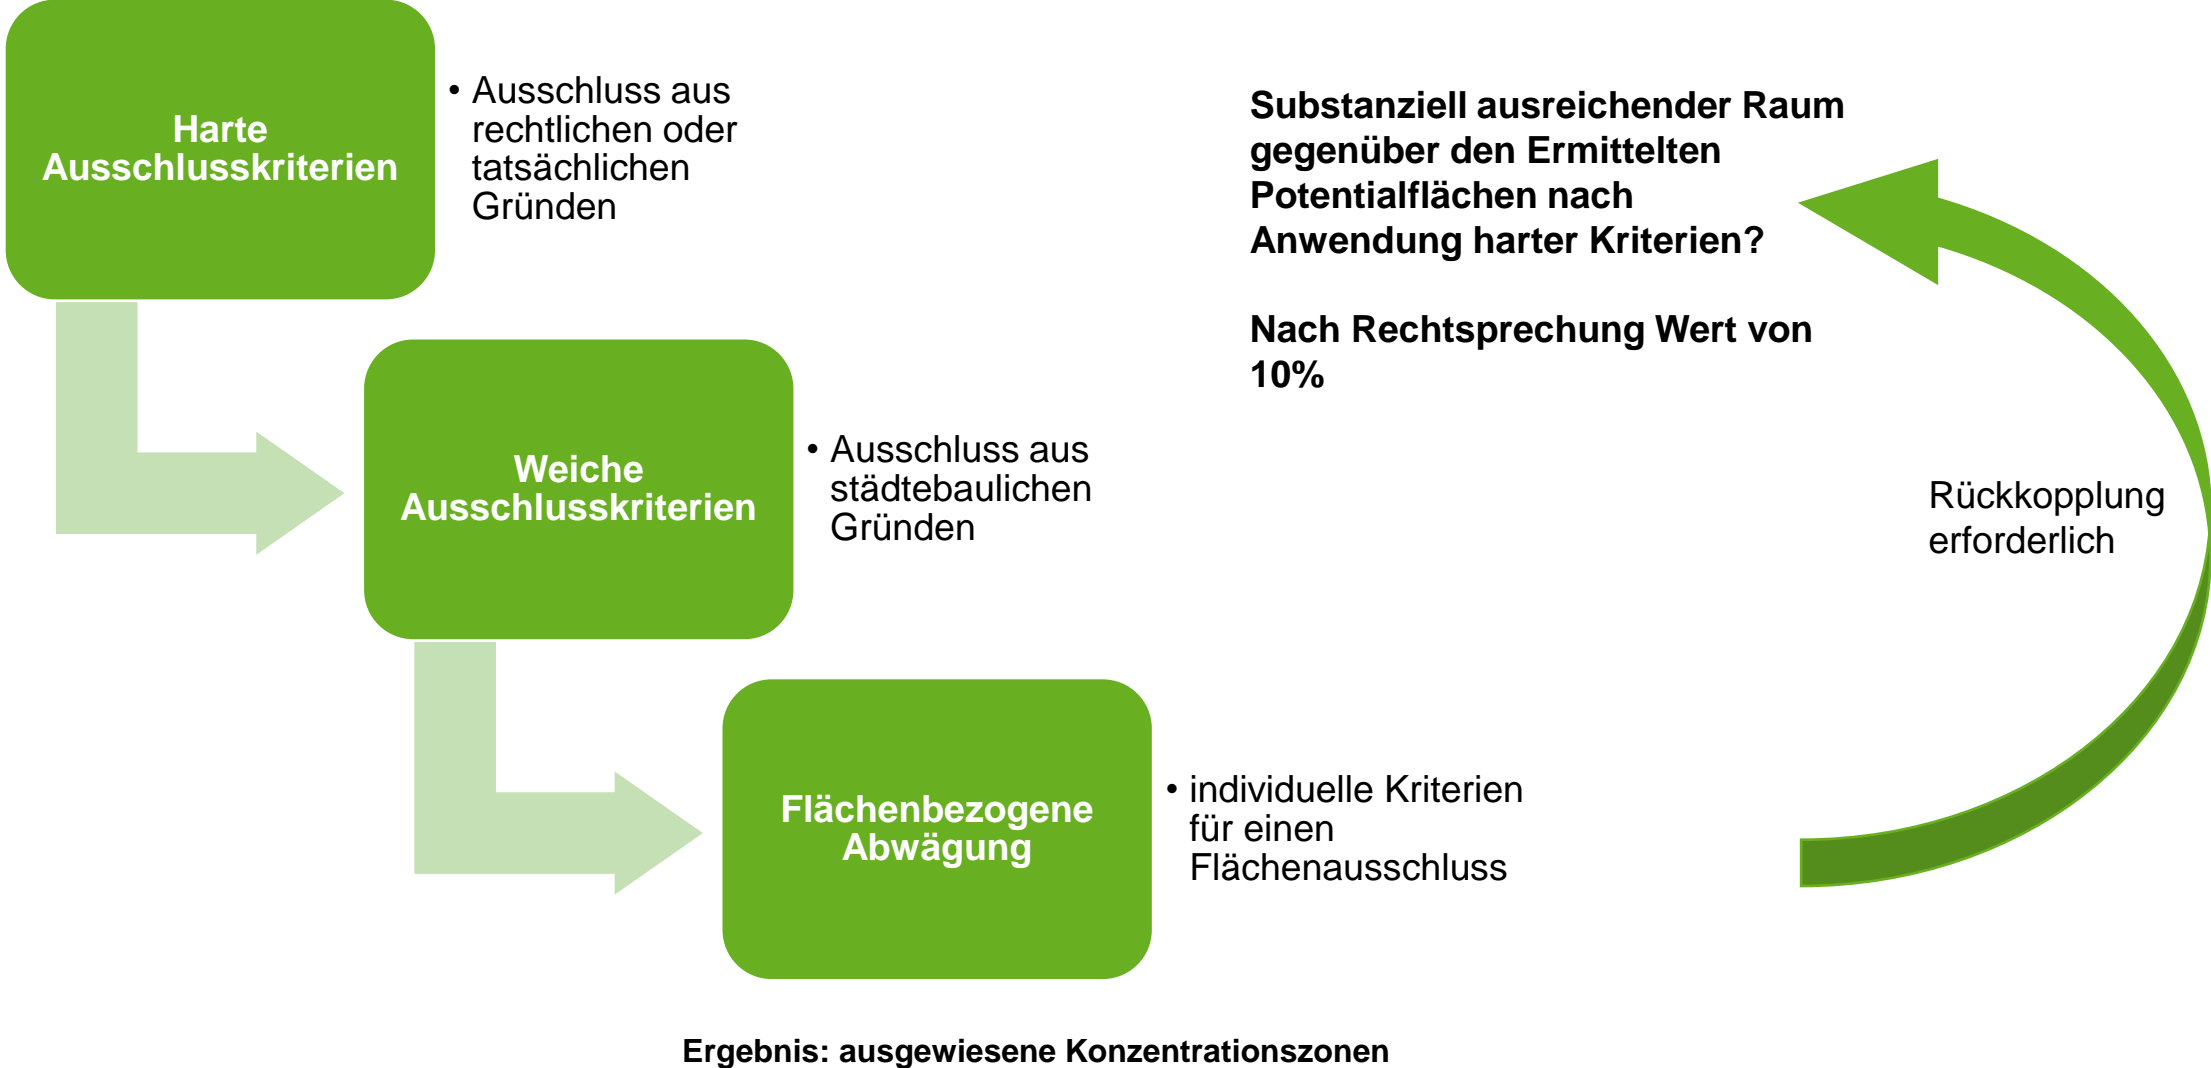 Harte
Ausschlusskriterien
• Ausschluss aus
rechtlichen oder
tatsächlichen
Gründen
Substanziell ausreichender Raum
gegenüber den Ermittelten
Potentialflächen nach
Anwendung harter Kriterien?
Nach Rechtsprechung Wert von
10%
Weiche
Ausschlusskriterien
• Ausschluss aus
städtebaulichen
Gründen
Rückkopplung
erforderlich
Flächenbezogene
Abwägung
• individuelle Kriterien
für einen
Flächenausschluss
Ergebnis: ausgewiesene Konzentrationszonen